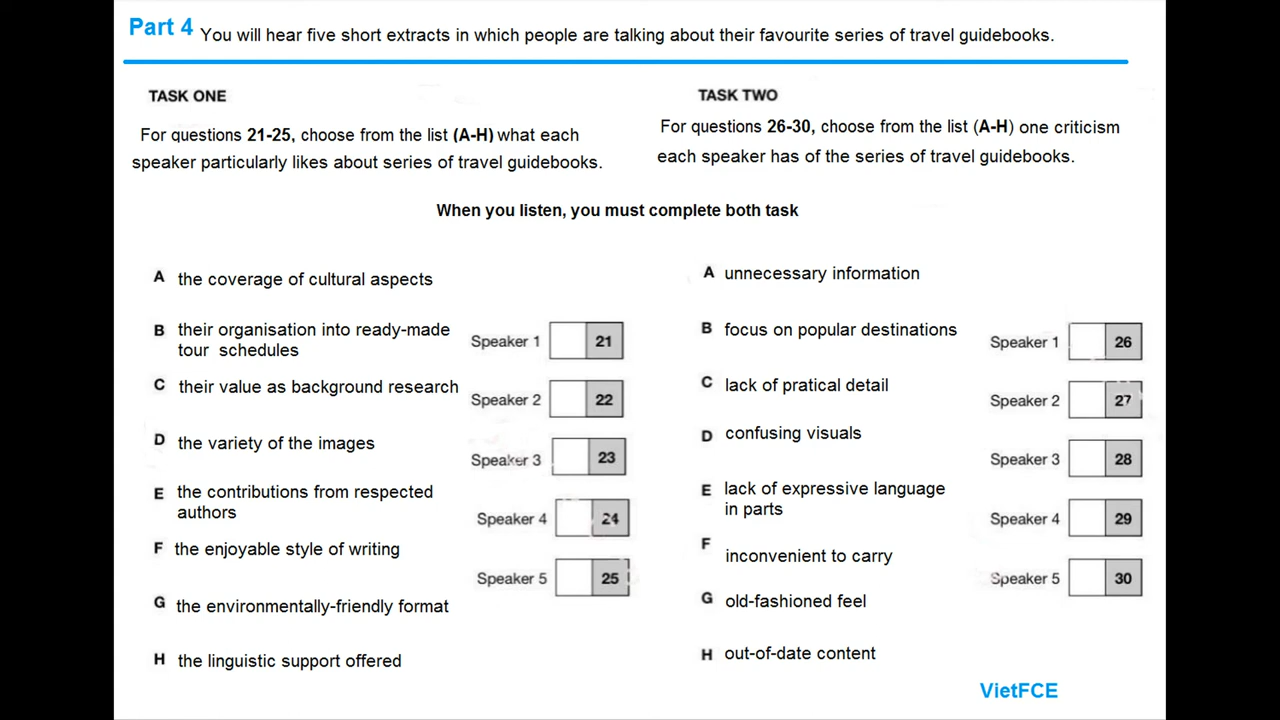 Part 4 You will hear five short extracts in which people are talking about their favourite series of travel guidebooks.
TASK ONE
For questions 21-25, choose from the list (A-H) what each
speaker particularly likes about series of travel guidebooks.
TASK TWO
For questions 26-30, choose from the list (A-H) one criticism
each speaker has of the series of travel guidebooks.
When you listen, you must complete both task
A the coverage of cultural aspects
B their organisation into ready-made
tour schedules
C their value as background research
D the variety of the images
E the contributions from respected
authors
F the enjoyable style of writing
G the environmentally-friendly format
H the linguistic support offered
Speaker 1 21
Speaker 2 22
Speaker 3 23
Speaker 4 24
Speaker 5 25
A unnecessary information
B focus on popular destinations
C lack of pratical detail
D confusing visuals
E lack of expressive language
in parts
F inconvenient to carry
G old-fashioned feel
H out-of-date content
Speaker 1 26
Speaker 2 27
Speaker 3 28
Speaker 4 29
Speaker 5 30
VietFCE